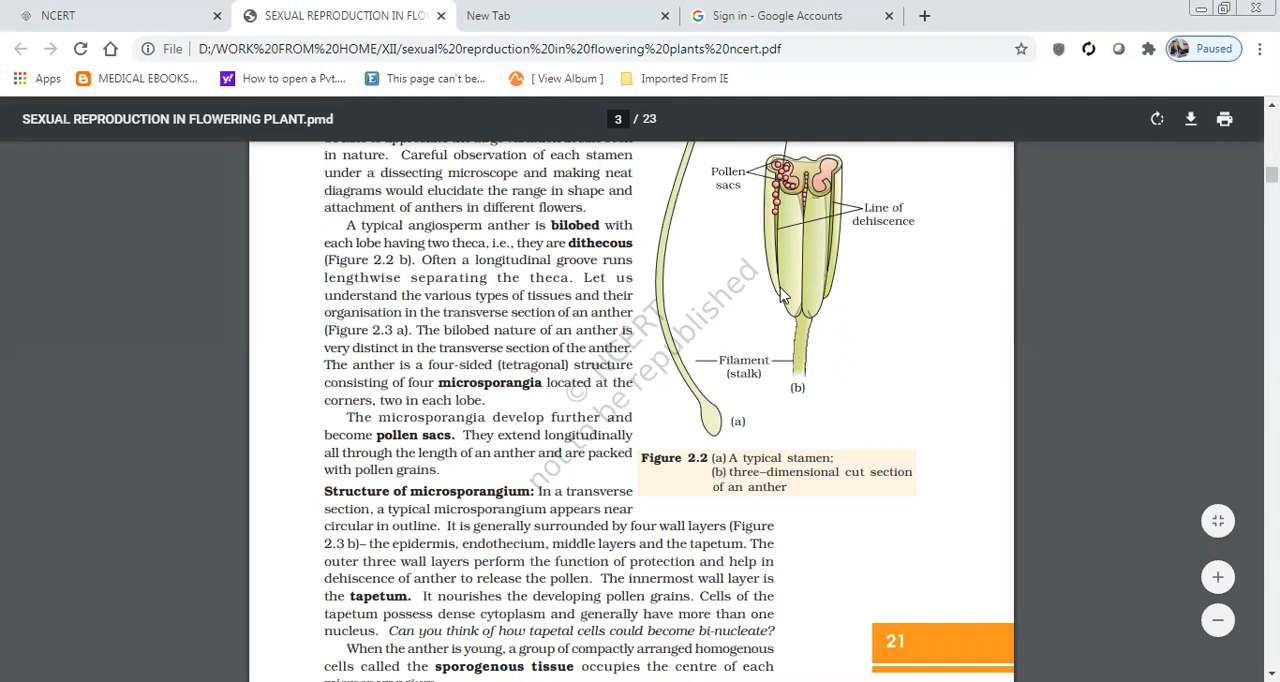 NCERT
SEXUAL REPRODUCTION IN FLO
New Tab
Sign in - Google Accounts
File
D:/WORK%20FROM%20HOME/XII/sexual%20reprduction%20in%20flowering%20plants%20ncert.pdf
Paused
Apps
MEDICAL EBOOKS...
How to open a Pvt....
This page can't be...
[ View Album ]
Imported From IE
SEXUAL REPRODUCTION IN FLOWERING PLANT.pmd
3 / 23
in nature. Careful observation of each stamen
under a dissecting microscope and making neat
diagrams would elucidate the range in shape and
attachment of anthers in different flowers.
A typical angiosperm anther is bilobed with
each lobe having two theca, i.e., they are dithecous
(Figure 2.2 b). Often a longitudinal groove runs
lengthwise separating the theca. Let us
understand the various types of tissues and their
organisation in the transverse section of an anther
(Figure 2.3 a). The bilobed nature of an anther is
very distinct in the transverse section of the anther.
The anther is a four-sided (tetragonal) structure
consisting of four microsporangia located at the
corners, two in each lobe.
The microsporangia develop further and
become pollen sacs. They extend longitudinally
all through the length of an anther and are packed
with pollen grains.
Structure of microsporangium: In a transverse
section, a typical microsporangium appears near
circular in outline. It is generally surrounded by four wall layers (Figure
2.3 b)– the epidermis, endothecium, middle layers and the tapetum. The
outer three wall layers perform the function of protection and help in
dehiscence of anther to release the pollen. The innermost wall layer is
the tapetum. It nourishes the developing pollen grains. Cells of the
tapetum possess dense cytoplasm and generally have more than one
nucleus. Can you think of how tapetal cells could become bi-nucleate?
When the anther is young, a group of compactly arranged homogenous
cells called the sporogenous tissue occupies the centre of each
Pollen
sacs
Line of
dehiscence
Filament
(stalk)
(b)
(a)
Figure 2.2 (a) A typical stamen;
(b) three–dimensional cut section
of an anther
© NCERT
not to be republished
21